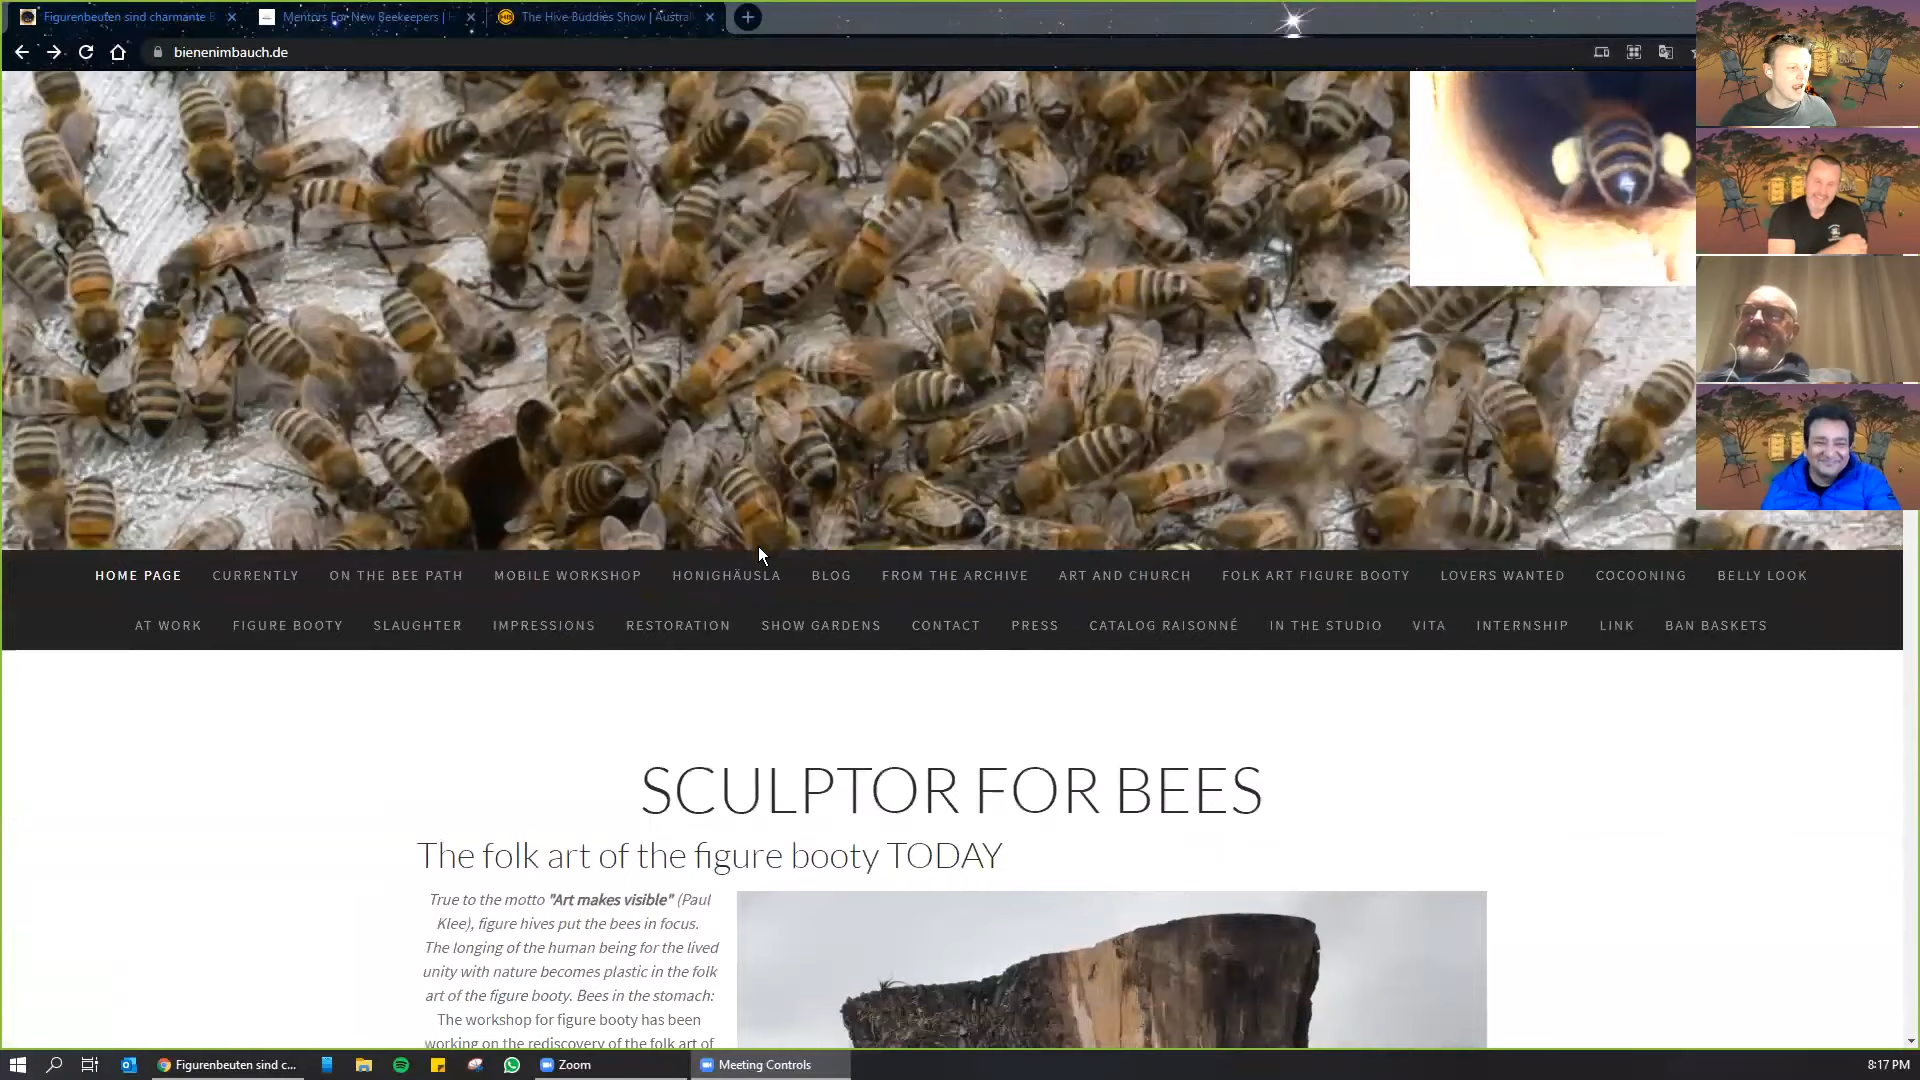 Figurenbeuten sind charmante B
Mentors For New Beekeepers | H
The Hive Buddies Show | Austral
bienenimbauch.de
HOME PAGE CURRENTLY ON THE BEE PATH MOBILE WORKSHOP HONIGHÄUSLA BLOG FROM THE ARCHIVE ART AND CHURCH FOLK ART FIGURE BOOTY LOVERS WANTED COCOONING BELLY LOOK
AT WORK FIGURE BOOTY SLAUGHTER IMPRESSIONS RESTORATION SHOW GARDENS CONTACT PRESS CATALOG RAISONNÉ IN THE STUDIO VITA INTERNSHIP LINK BAN BASKETS
SCULPTOR FOR BEES
The folk art of the figure booty TODAY
True to the motto "Art makes visible" (Paul
Klee), figure hives put the bees in focus.
The longing of the human being for the lived
unity with nature becomes plastic in the folk
art of the figure booty. Bees in the stomach:
The workshop for figure booty has been
working on the rediscovery of the folk art of
Figurenbeuten sind c...
Zoom
Meeting Controls
8:17 PM